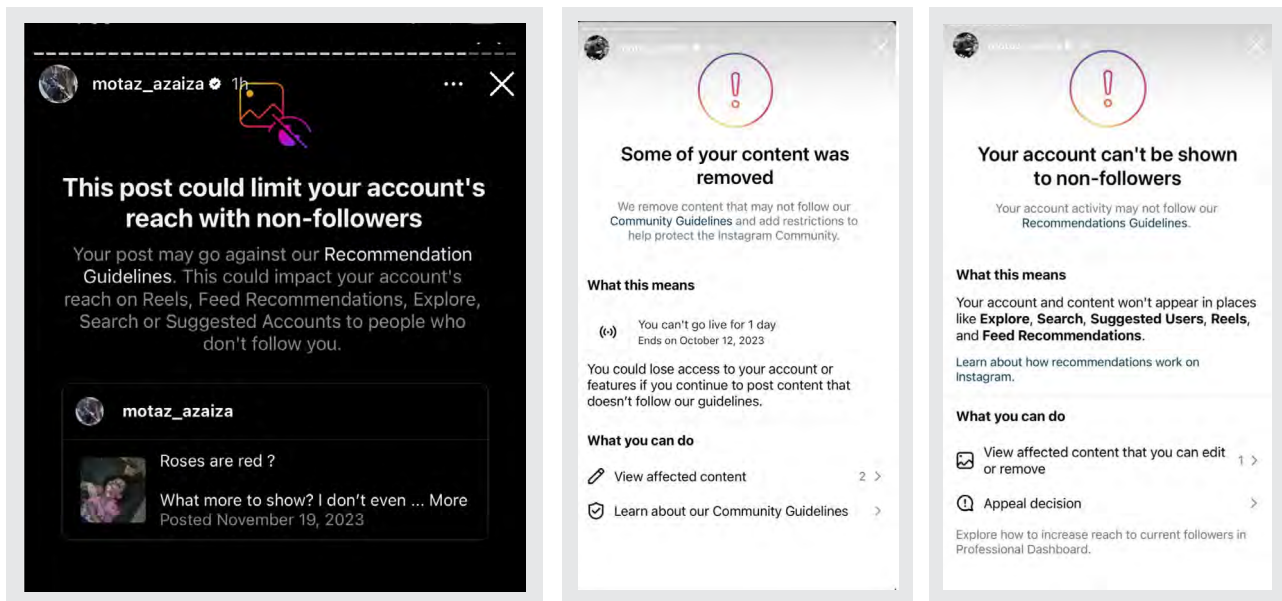 motaz_azaiza 1h
This post could limit your account's
reach with non-followers
Your post may go against our Recommendation
Guidelines. This could impact your account's
reach on Reels, Feed Recommendations, Explore,
Search or Suggested Accounts to people who
don't follow you.
motaz_azaiza
Roses are red ?
What more to show? I don't even ... More
Posted November 19, 2023
Some of your content was
removed
We remove content that may not follow our
Community Guidelines and add restrictions to
help protect the Instagram Community.
What this means
You can't go live for 1 day
Ends on October 12, 2023
You could lose access to your account or
features if you continue to post content that
doesn't follow our guidelines.
What you can do
View affected content 2
Learn about our Community Guidelines
Your account can't be shown
to non-followers
Your account activity may not follow our
Recommendations Guidelines.
What this means
Your account and content won't appear in places
like Explore, Search, Suggested Users, Reels,
and Feed Recommendations.
Learn about how recommendations work on
Instagram.
What you can do
View affected content that you can edit
or remove 1
Appeal decision
Explore how to increase reach to current followers in
Professional Dashboard.